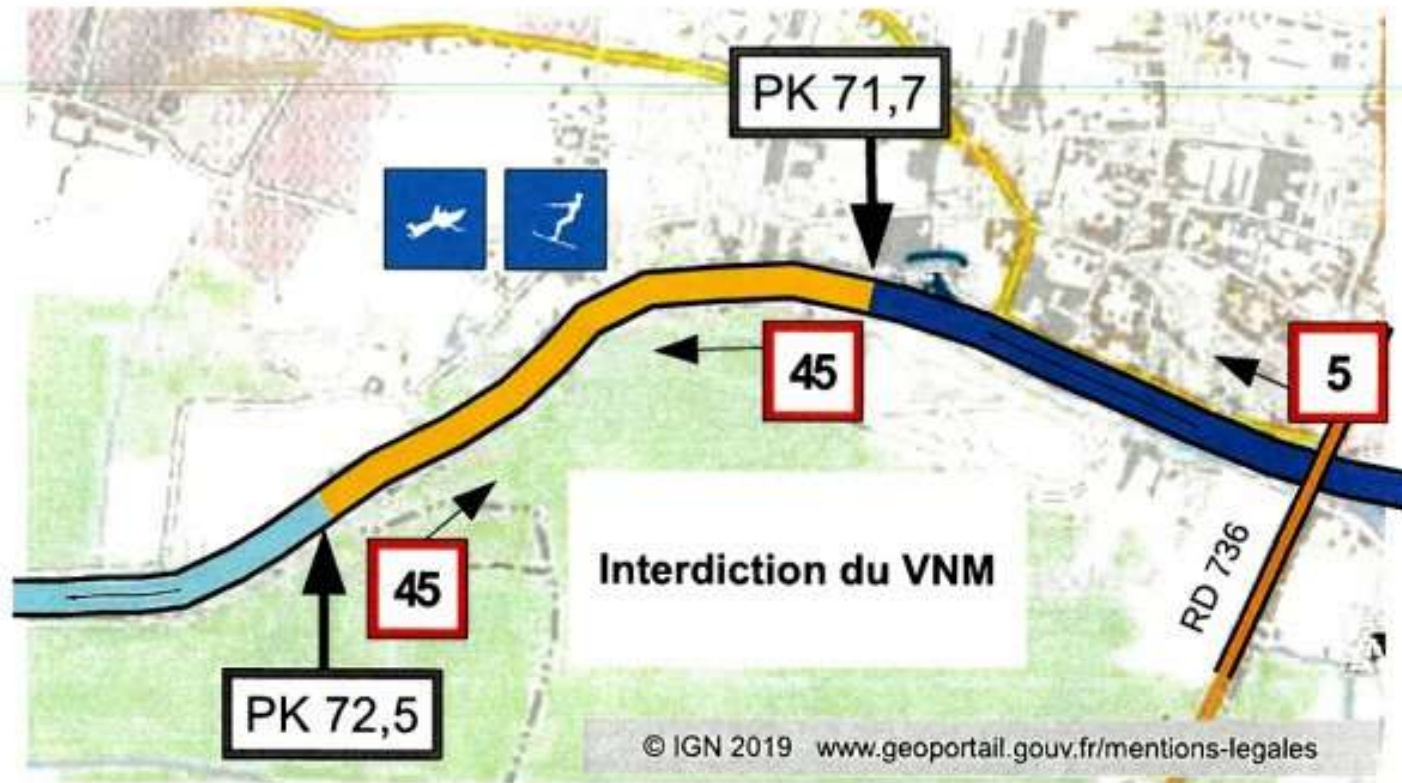 PK 71,7
45
5
45
Interdiction du VNM
RD 736
PK 72,5
© IGN 2019 www.geoportail.gouv.fr/mentions-legales